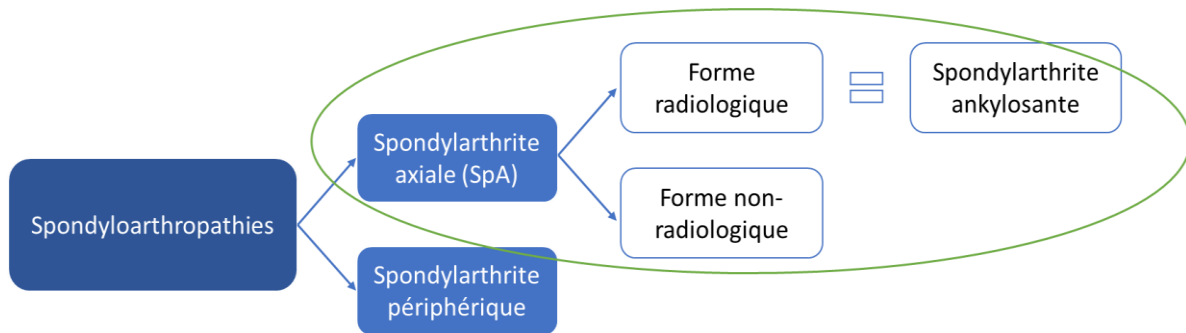 Spondyloarthropathies
Spondylarthrite
axiale (SpA)
Spondylarthrite
périphérique
Forme
radiologique
Forme non-
radiologique
Spondylarthrite
ankylosante